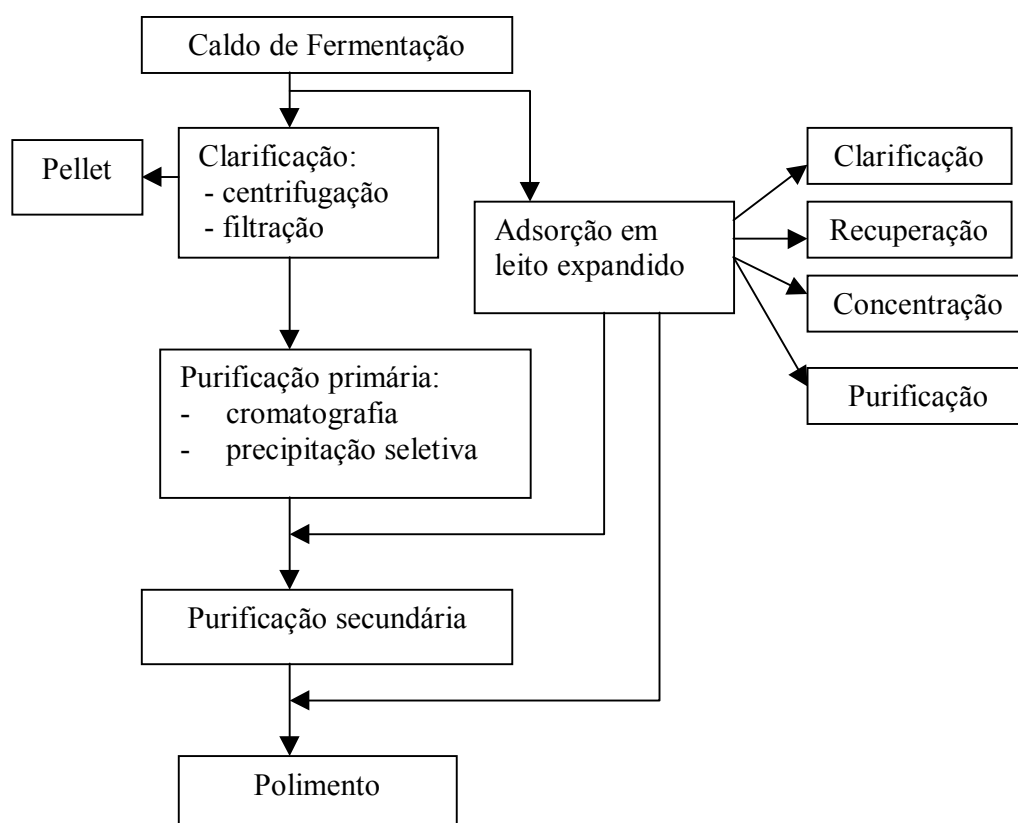 Caldo de Fermentação
Pellet
Clarificação:
- centrifugação
- filtração
Adsorção em
leito expandido
Clarificação
Recuperação
Concentração
Purificação
Purificação primária:
- cromatografia
- precipitação seletiva
Purificação secundária
Polimento